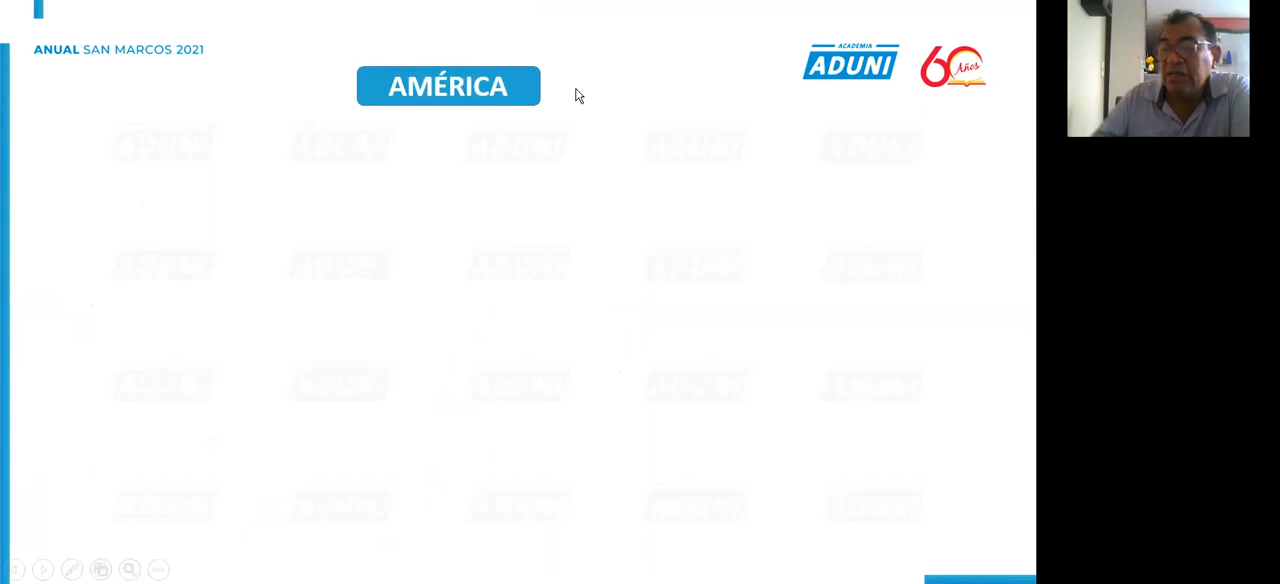 ANUAL SAN MARCOS 2021
ACADEMIA
ADUNI
60 Años
AMÉRICA